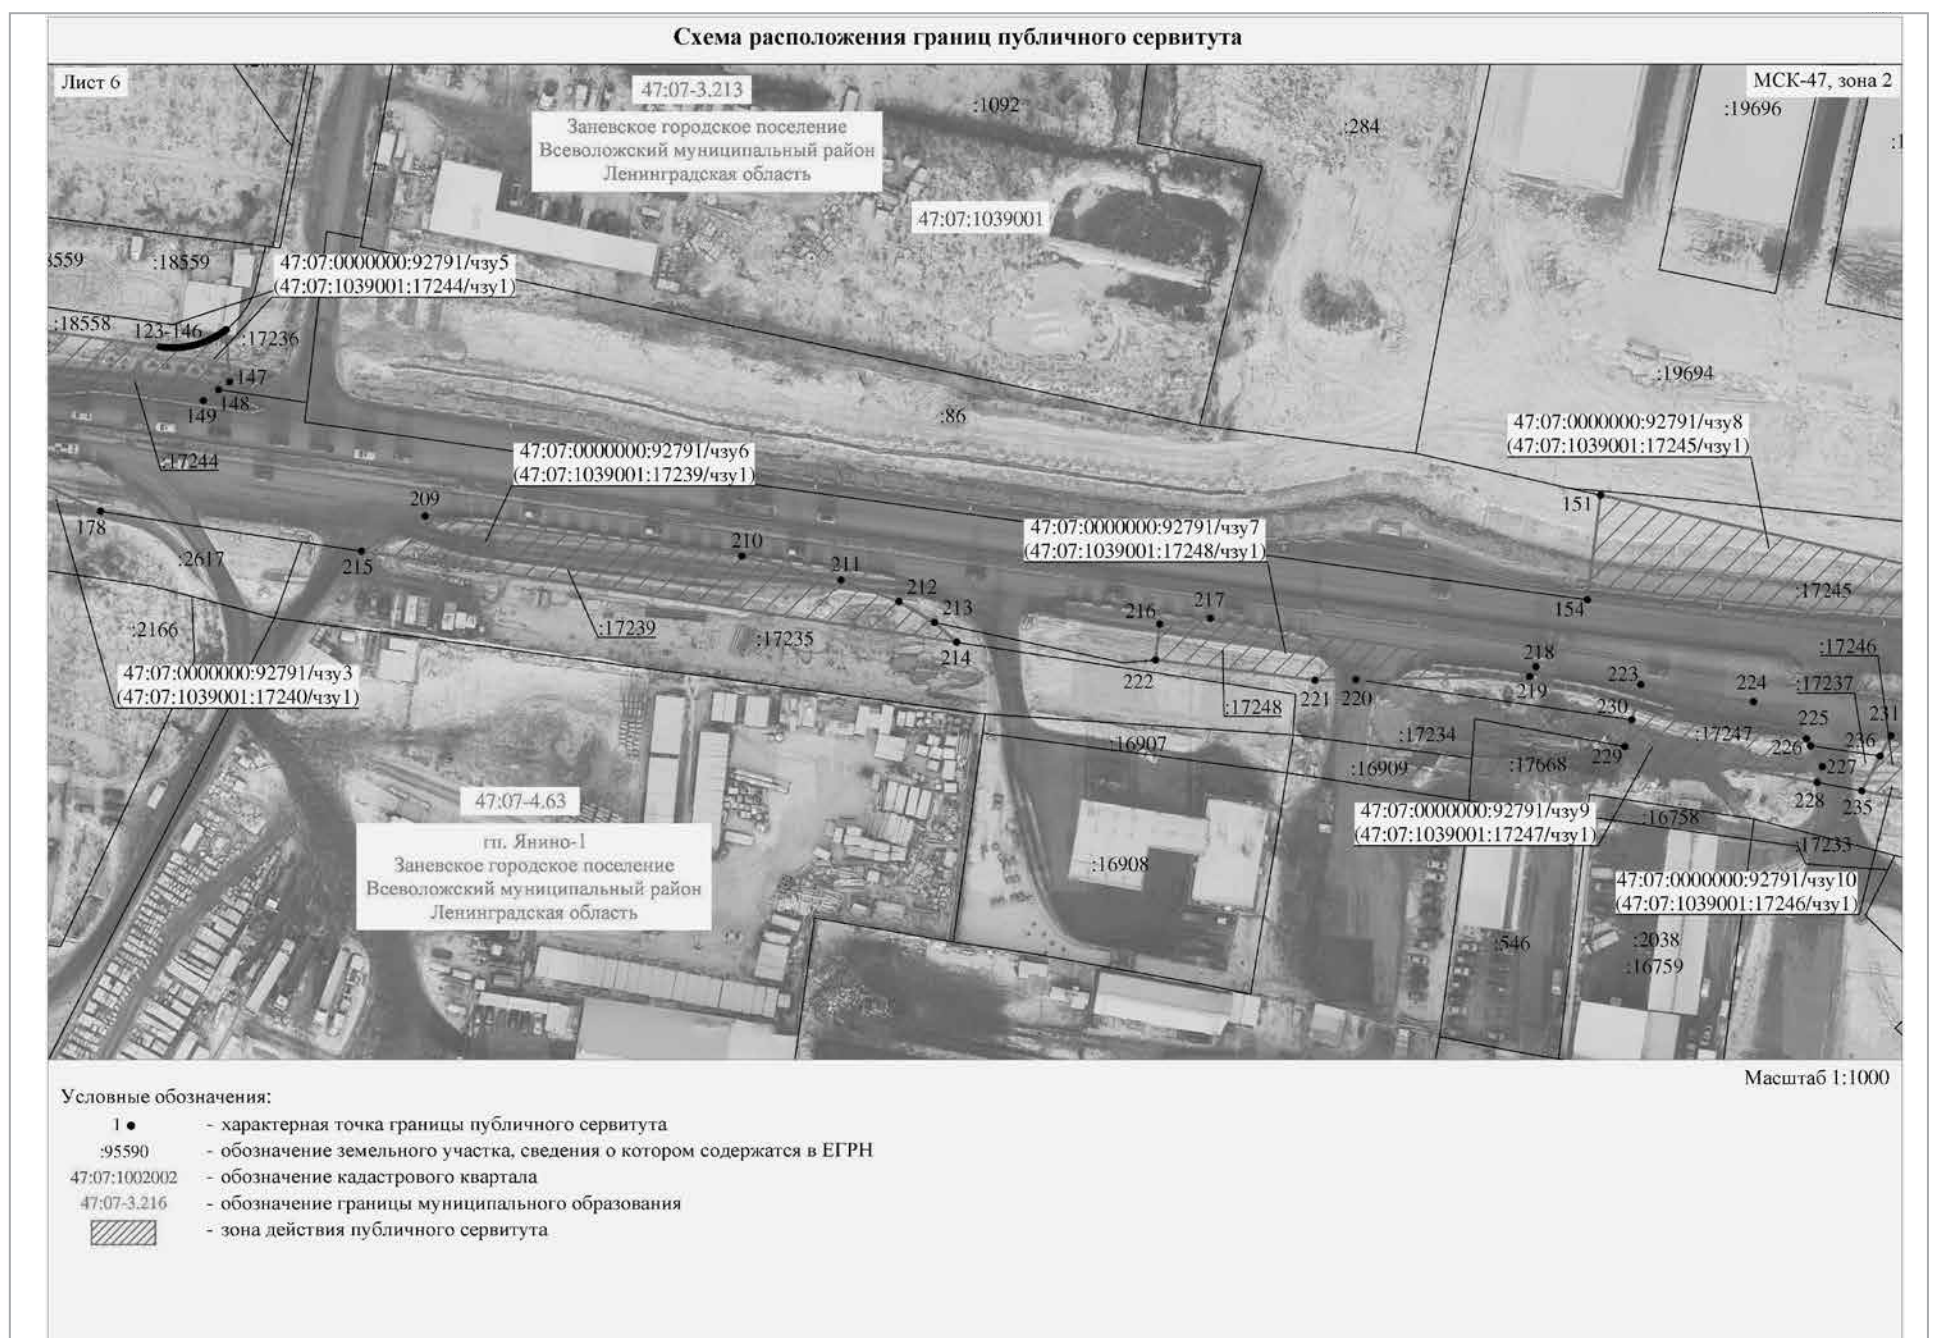 Схема расположения границ публичного сервитута
Лист 6
МСК-47, зона 2
47:07-3.213
Заневское городское поселение
Всеволожский муниципальный район
Ленинградская область
:1092
:284
:19696
47:07:1039001
:18559
47:07:0000000:92791/чзу5
(47:07:1039001:17244/чзу1)
:18558
123-146
:17236
147
148
149
:19694
:86
47:07:0000000:92791/чзу8
(47:07:1039001:17245/чзу1)
:17244
47:07:0000000:92791/чзу6
(47:07:1039001:17239/чзу1)
209
151
178
47:07:0000000:92791/чзу7
(47:07:1039001:17248/чзу1)
210
:2617
215
211
212
213
214
:17245
154
216
217
:2166
:17239
:17235
:17246
218
219
222
223
224
:17237
47:07:0000000:92791/чзу3
(47:07:1039001:17240/чзу1)
221
220
:17248
230
225
231
:17234
:17247
226
236
:16907
229
:16909
:17668
227
228
235
47:07-4.63
гп. Янино-1
Заневское городское поселение
Всеволожский муниципальный район
Ленинградская область
47:07:0000000:92791/чзу9
(47:07:1039001:17247/чзу1)
:16758
:17233
:16908
47:07:0000000:92791/чзу10
(47:07:1039001:17246/чзу1)
:546
:2038
:16759
Масштаб 1:1000
Условные обозначения:
1 - характерная точка границы публичного сервитута
:95590 - обозначение земельного участка, сведения о котором содержатся в ЕГРН
47:07:1002002 - обозначение кадастрового квартала
47:07-3.216 - обозначение границы муниципального образования
- зона действия публичного сервитута